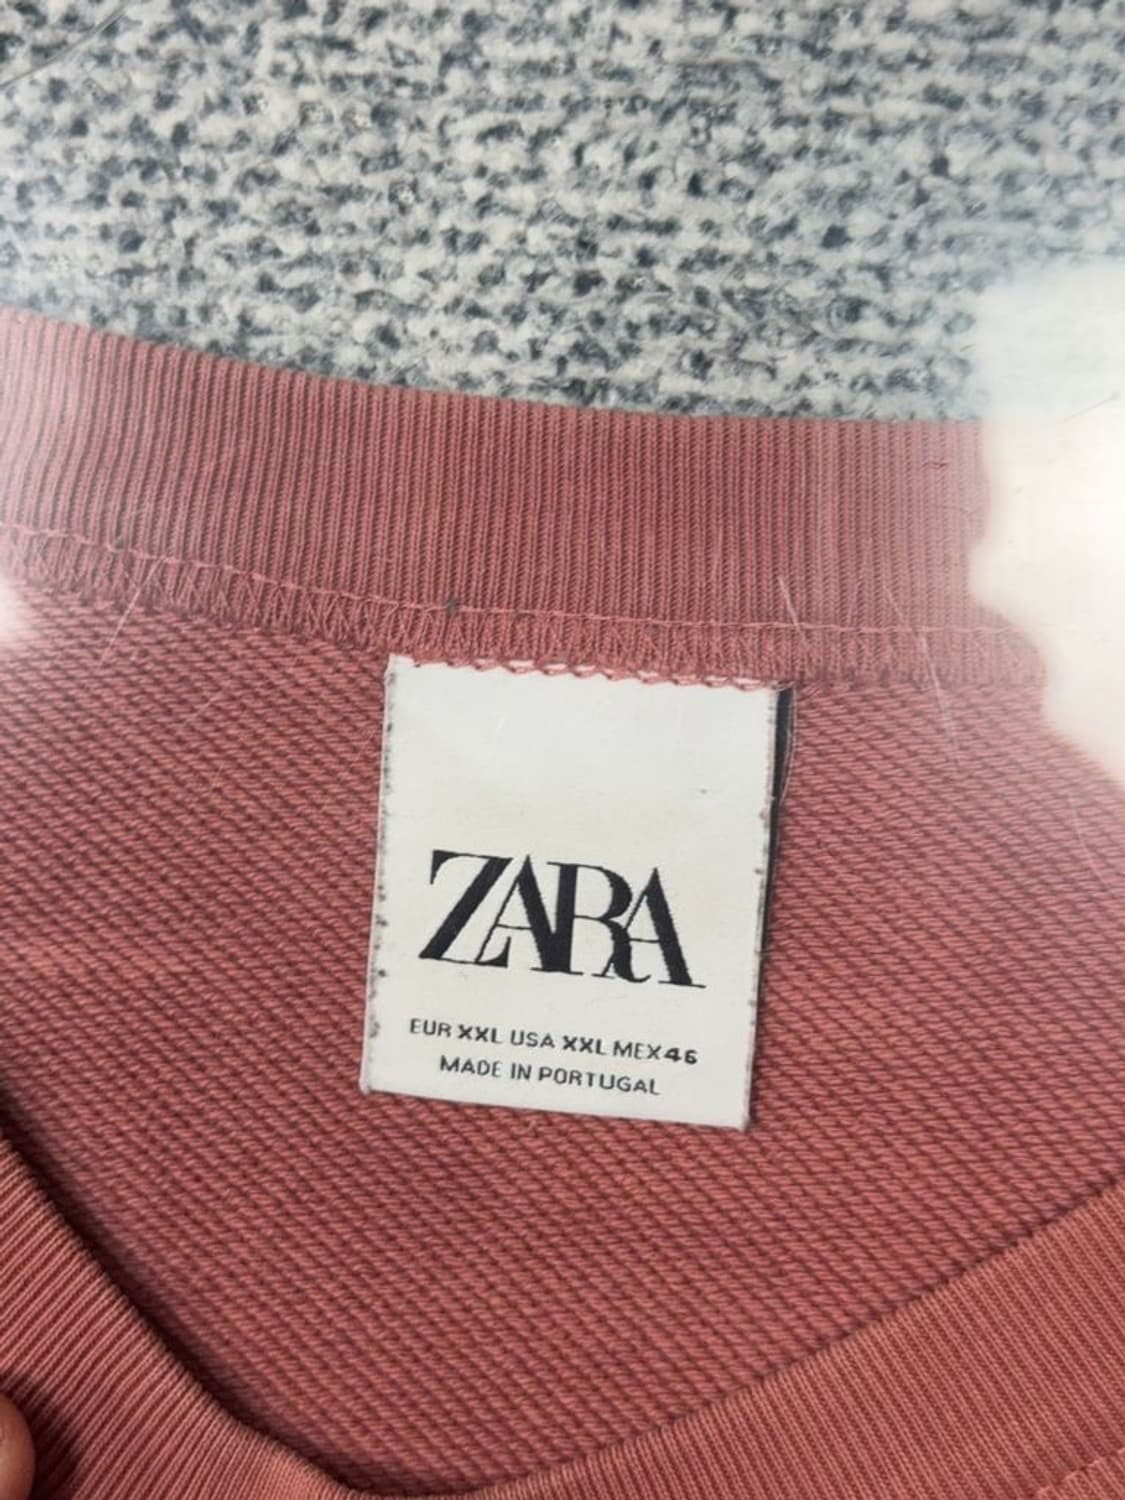 ZARA
EUR XXL USA XXL MEX 46
MADE IN PORTUGAL